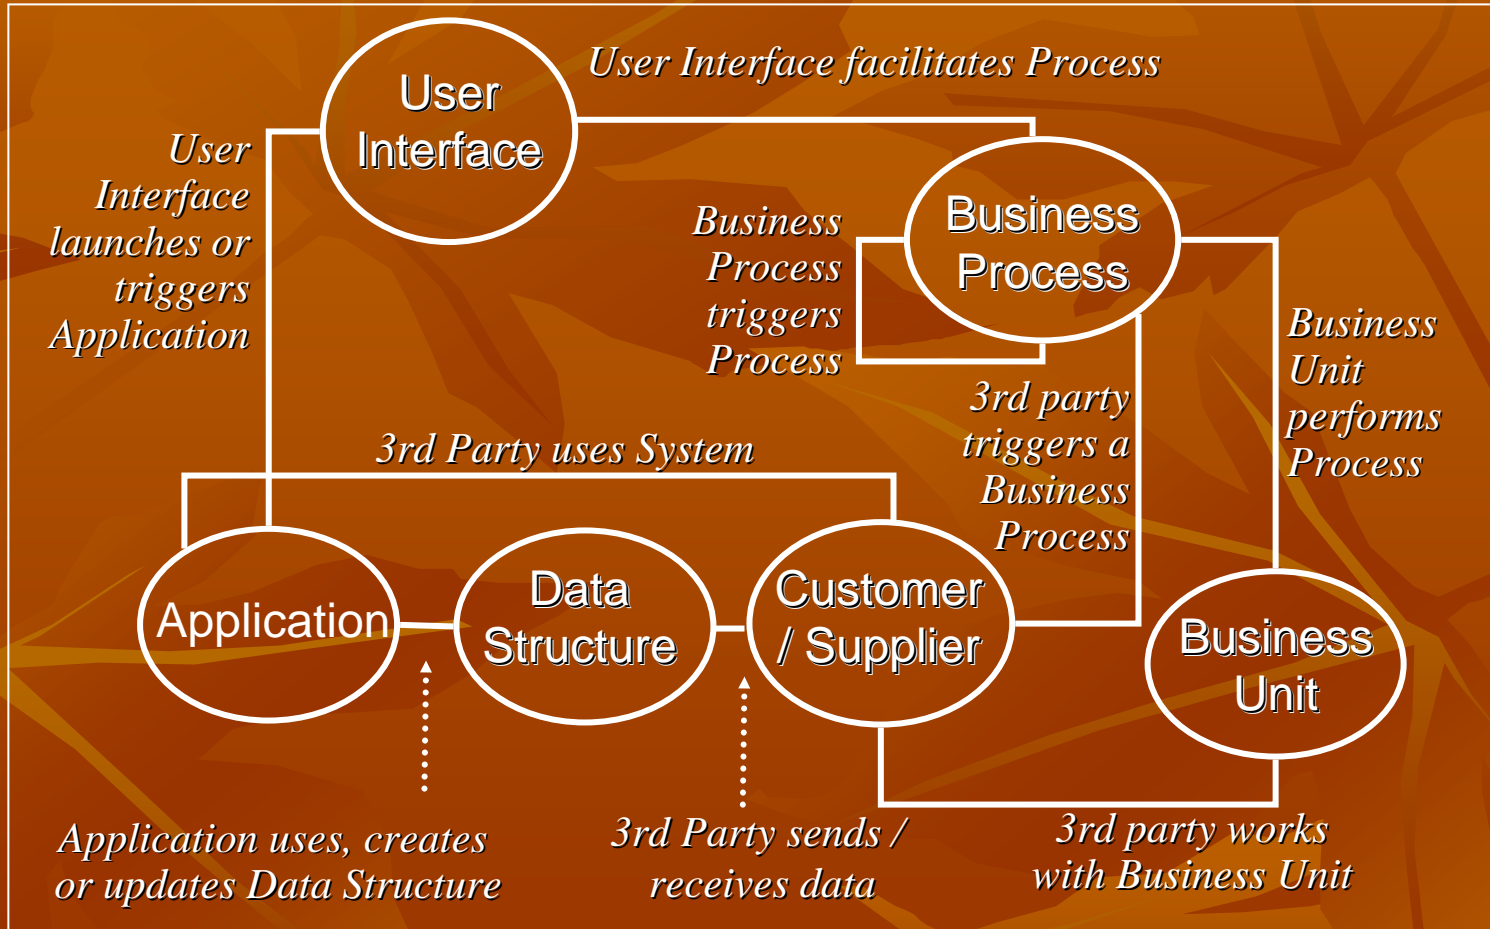 User Interface facilitates Process
User
Interface
User
Interface
launches or
triggers
Application
Business
Process
Business
Process
triggers
Process
Business
Unit
performs
Process
3rd party
triggers a
Business
Process
3rd Party uses System
Application
Data
Structure
Customer
/ Supplier
Business
Unit
Application uses, creates
or updates Data Structure
3rd Party sends /
receives data
3rd party works
with Business Unit